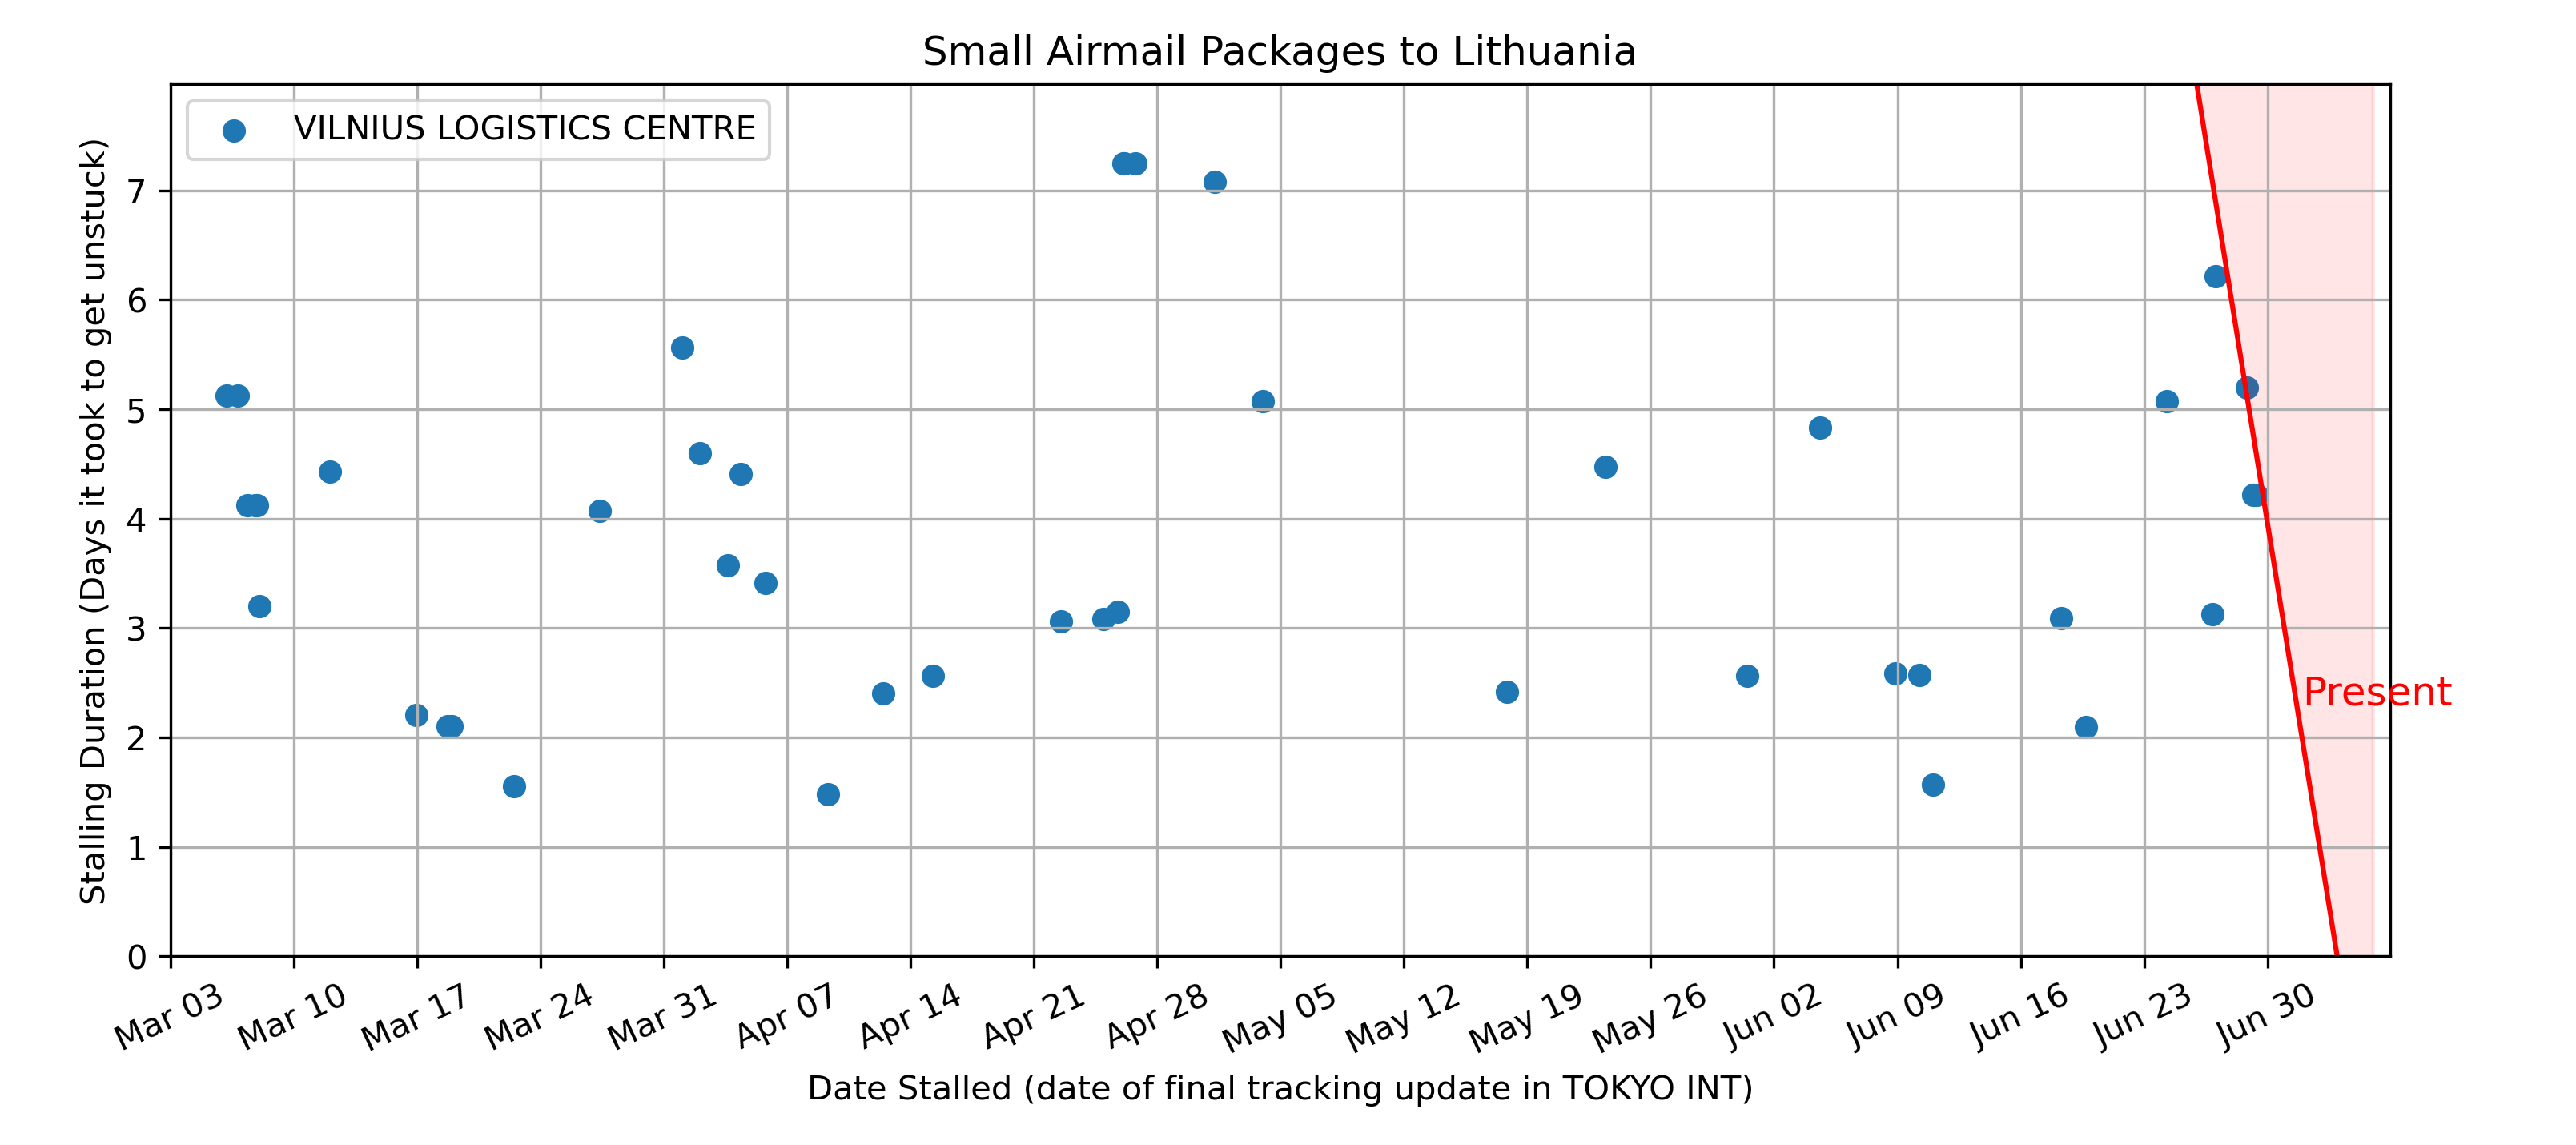 Small Airmail Packages to Lithuania
VILNIUS LOGISTICS CENTRE
Stalling Duration (Days it took to get unstuck)
7
6
5
4
3
2
1
0
Present
Mar 03
Mar 10
Mar 17
Mar 24
Mar 31
Apr 07
Apr 14
Apr 21
Apr 28
May 05
May 12
May 19
May 26
Jun 02
Jun 09
Jun 16
Jun 23
Jun 30
Date Stalled (date of final tracking update in TOKYO INT)